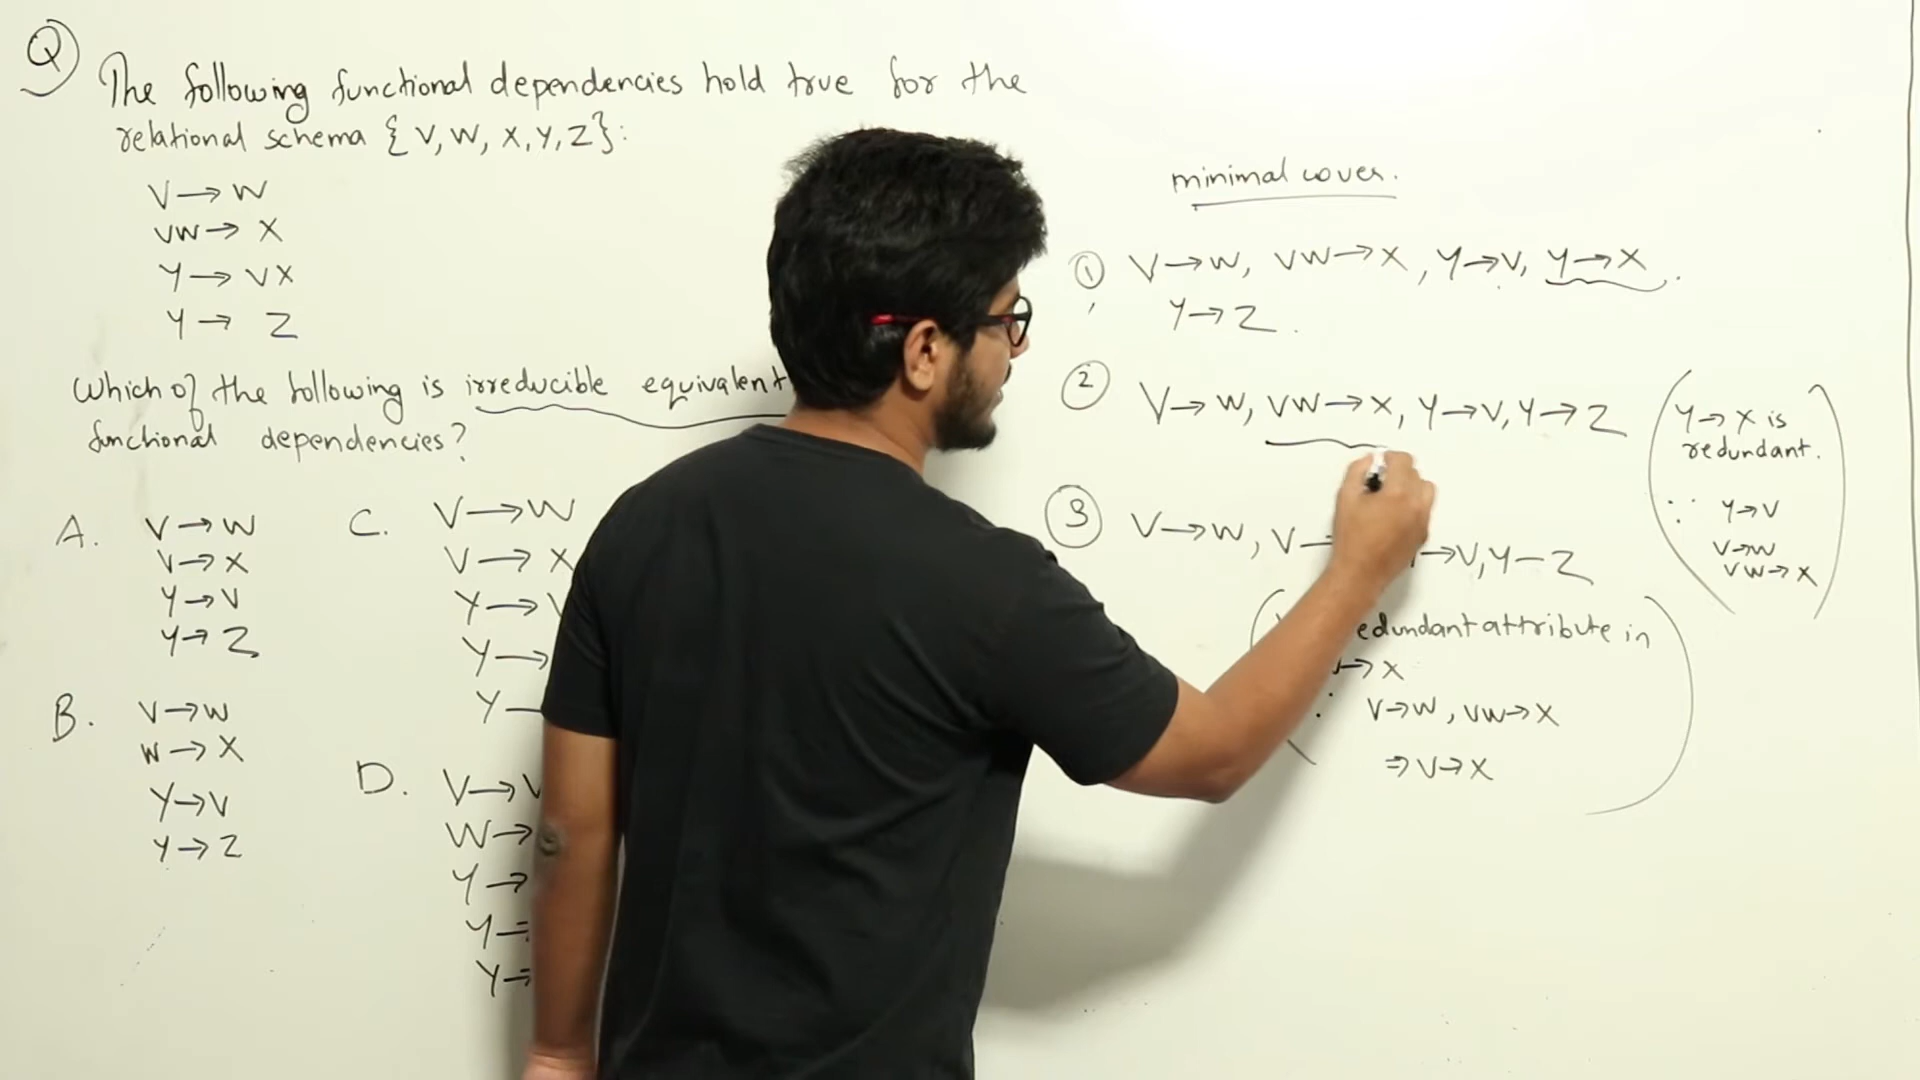 Q
The following functional dependencies hold true for the
relational schema { V, W, X, Y, Z}:
V → W
VW → X
Y → VX
Y → Z
Which of the following is irreducible equivalent
functional dependencies?
A.
V → W
V → X
Y → V
Y → Z
B.
V → W
W → X
Y → V
Y → Z
C.
V → W
V → X
Y →
Y →
Y
D.
V →
W →
Y →
Y
Y
minimal cover.
① V → W, VW → X, Y → V, Y → X.
Y → Z.
② V → W, VW → X, Y → V, Y → Z
(Y → X is
redundant.
∵ Y → V
V → W
VW → X)
③ V → W, V → V, Y – Z
edundant attribute in
→ X
V → W, VW → X
⇒ V → X